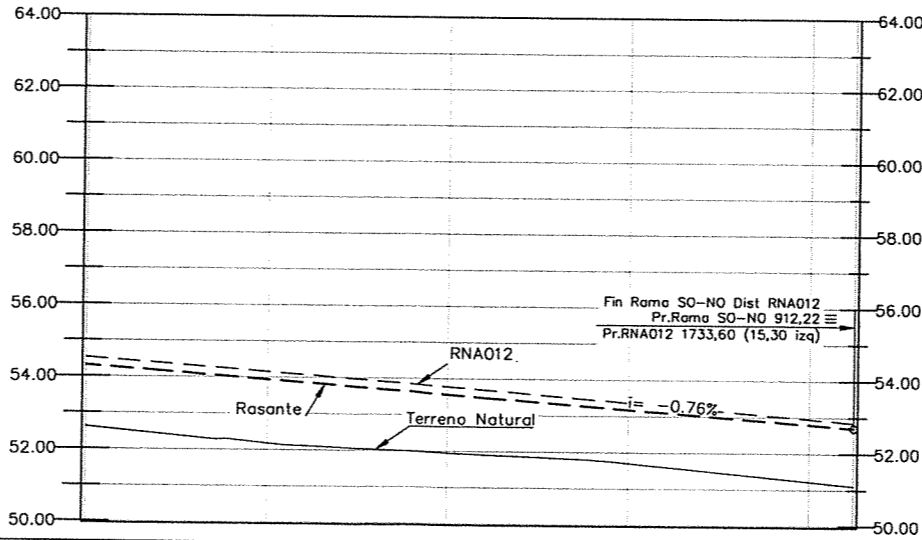 64.00
64.00
62.00
62.00
60.00
60.00
58.00
58.00
56.00
56.00
Fin Rama SO-NO Dist RNA012
Pr.Rama SO-NO 912,22 ≡
Pr.RNA012 1733,60 (15,30 izq)
RNA012
54.00
54.00
i= -0.76%
Rasante
Terreno Natural
52.00
52.00
50.00
50.00